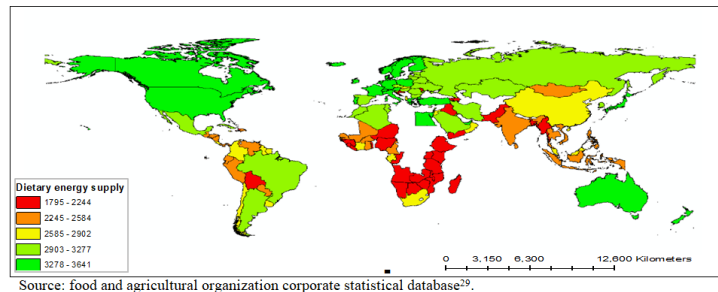 Dietary energy supply
1795 - 2244
2245 - 2584
2585 - 2902
2903 - 3277
3278 - 3641
0 3,150 6,300 12,600 Kilometers
Source: food and agricultural organization corporate statistical database²⁹.